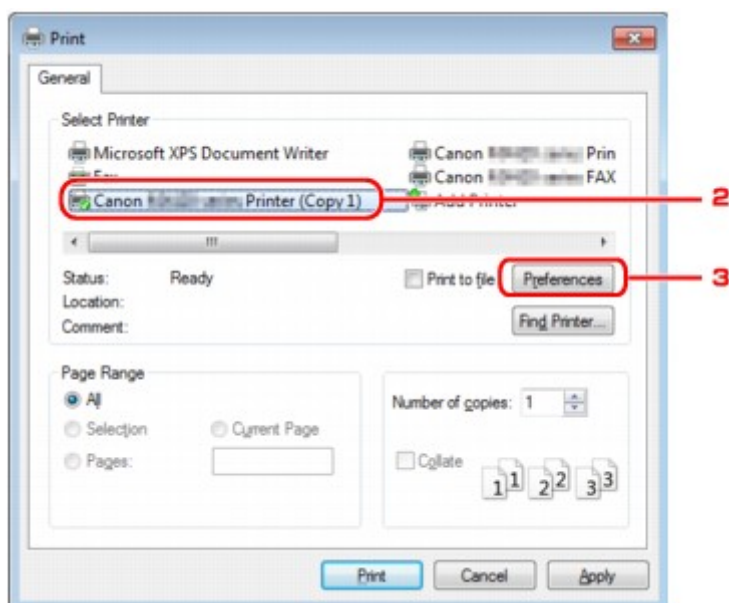 Print
General
Select Printer
Microsoft XPS Document Writer
Canon Prin
Canon FAX
Canon Printer (Copy 1)
Add Printer
2
Status: Ready
Print to file
Preferences
3
Location:
Comment:
Find Printer...
Page Range
All
Selection
Current Page
Pages:
Number of copies: 1
Collate
1 1 2 2 3 3
Print
Cancel
Apply